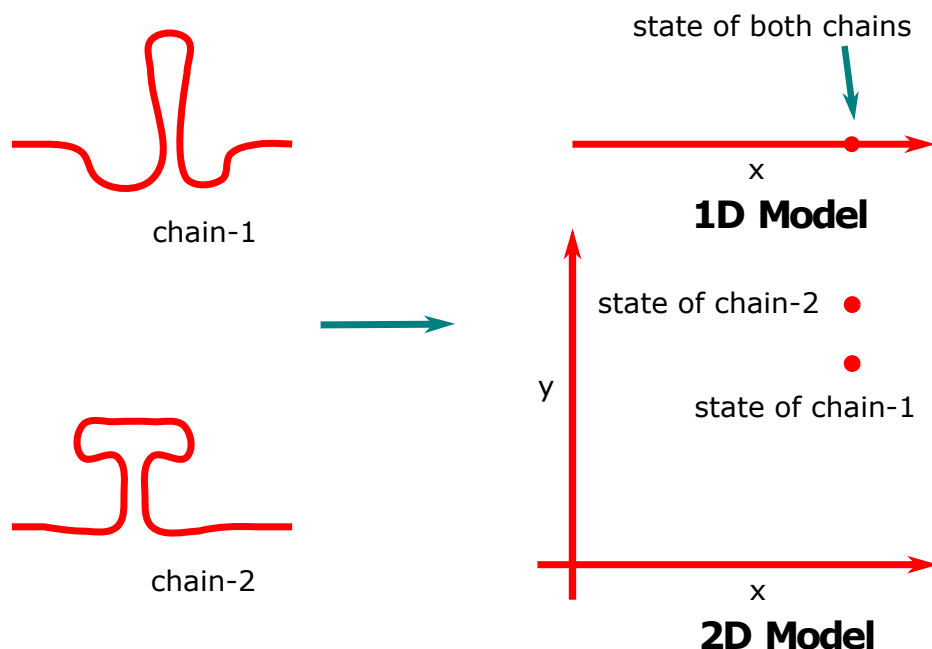 state of both chains
x
1D Model
chain-1
state of chain-2
y
state of chain-1
chain-2
x
2D Model